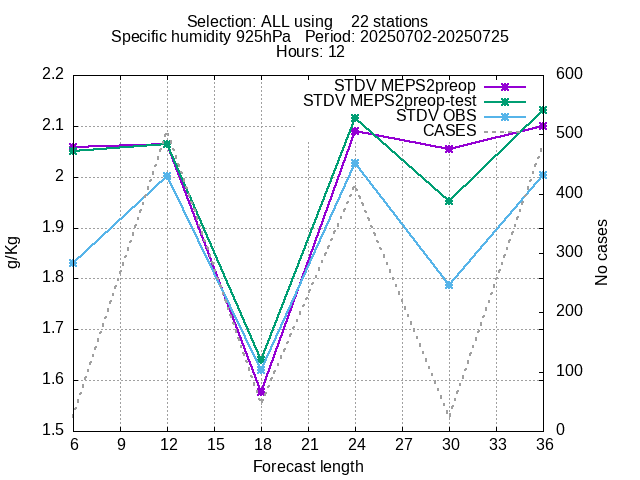 Selection: ALL using    22 stations
Specific humidity 925hPa   Period: 20250702-20250725
Hours: 12
STDV MEPS2preop
STDV MEPS2preop-test
STDV OBS
CASES
g/Kg
2.2
2.1
2
1.9
1.8
1.7
1.6
1.5
600
500
400
300
200
100
0
No cases
6 9 12 15 18 21 24 27 30 33 36
Forecast length